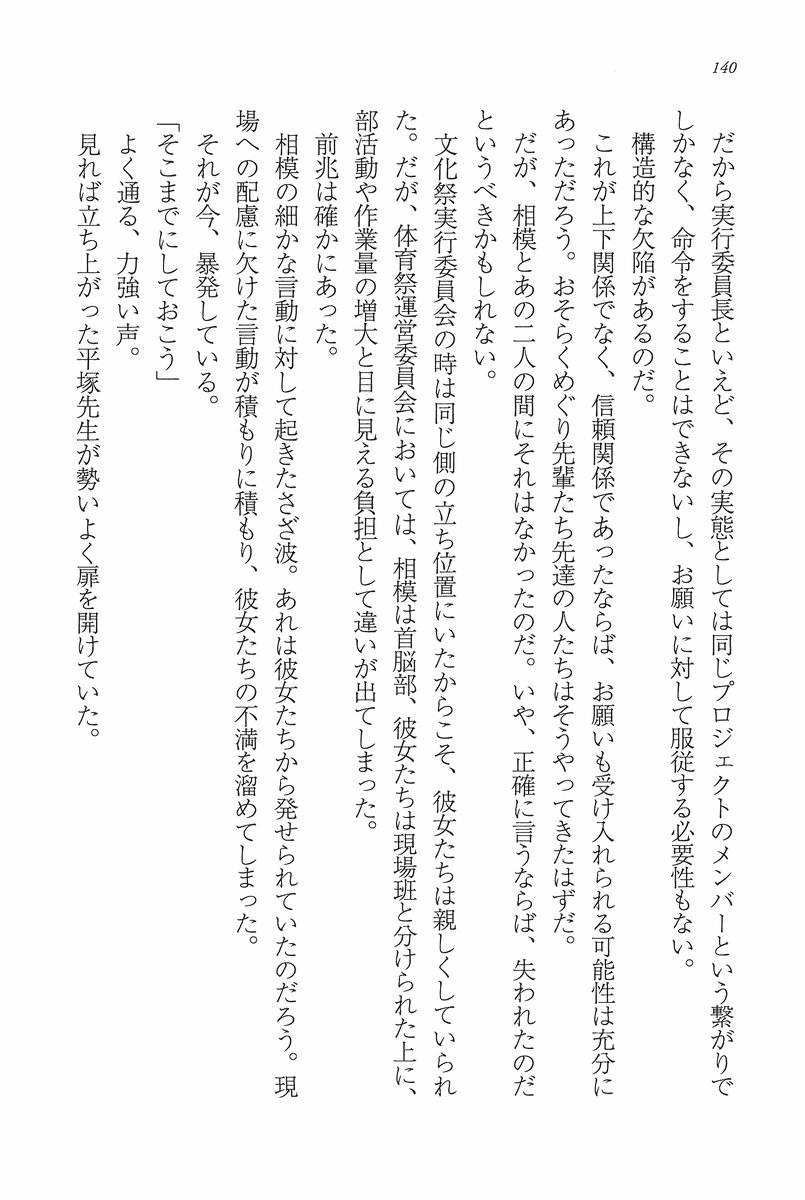 140
だから実行委員長といえど、その実態としては同じプロジェクトのメンバーという繋がりで
しかなく、命令をすることはできないし、お願いに対して服従する必要性もない。
構造的な欠陥があるのだ。
これが上下関係でなく、信頼関係であったならば、お願いも受け入れられる可能性は充分に
あっただろう。おそらくめぐり先輩たち先達の人たちはそうやってきたはずだ。
だが、相模とあの二人の間にそれはなかったのだ。いや、正確に言うならば、失われたのだ
というべきかもしれない。
文化祭実行委員会の時は同じ側の立ち位置にいたからこそ、彼女たちは親しくしていられ
た。だが、体育祭運営委員会においては、相模は首脳部、彼女たちは現場班と分けられた上に、
部活動や作業量の増大と目に見える負担として違いが出てしまった。
前兆は確かにあった。
相模の細かな言動に対して起きたさざ波。あれは彼女たちから発せられていたのだろう。現
場への配慮に欠けた言動が積もりに積もり、彼女たちの不満を溜めてしまった。
それが今、暴発している。
「そこまでにしておこう」
よく通る、力強い声。
見れば立ち上がった平塚先生が勢いよく扉を開けていた。